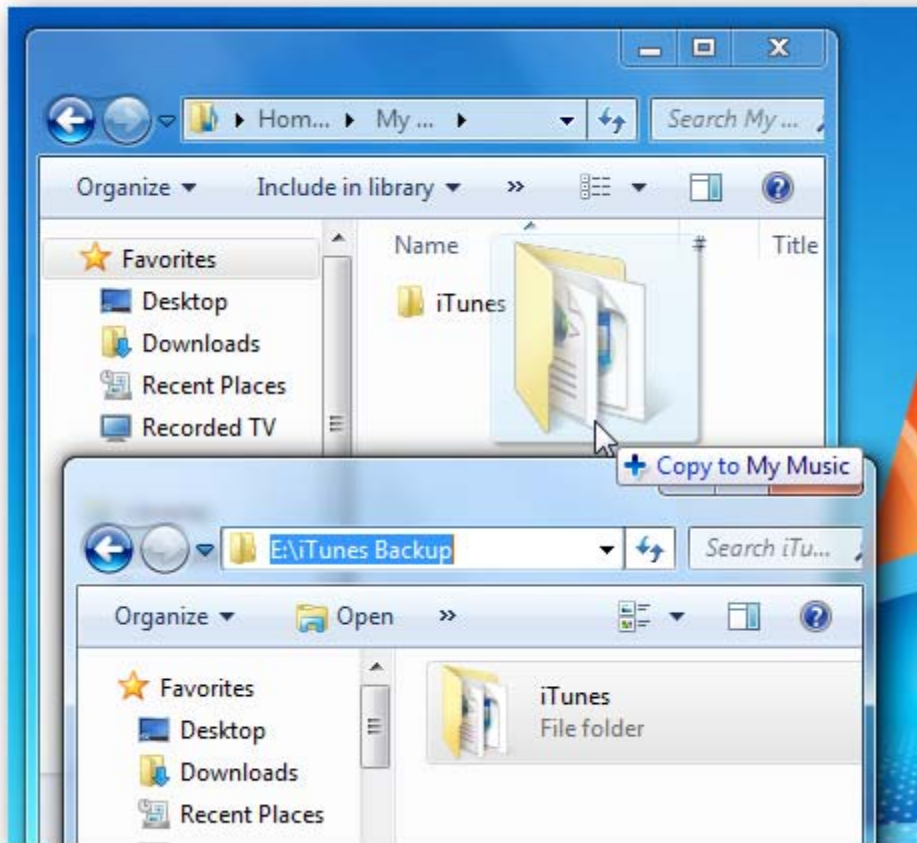 Hom... My ... Search My ...
Organize Include in library »
Favorites Name # Title
Desktop iTunes
Downloads
Recent Places
Recorded TV
Copy to My Music
E:\iTunes Backup Search iTu...
Organize Open »
Favorites iTunes
Desktop File folder
Downloads
Recent Places